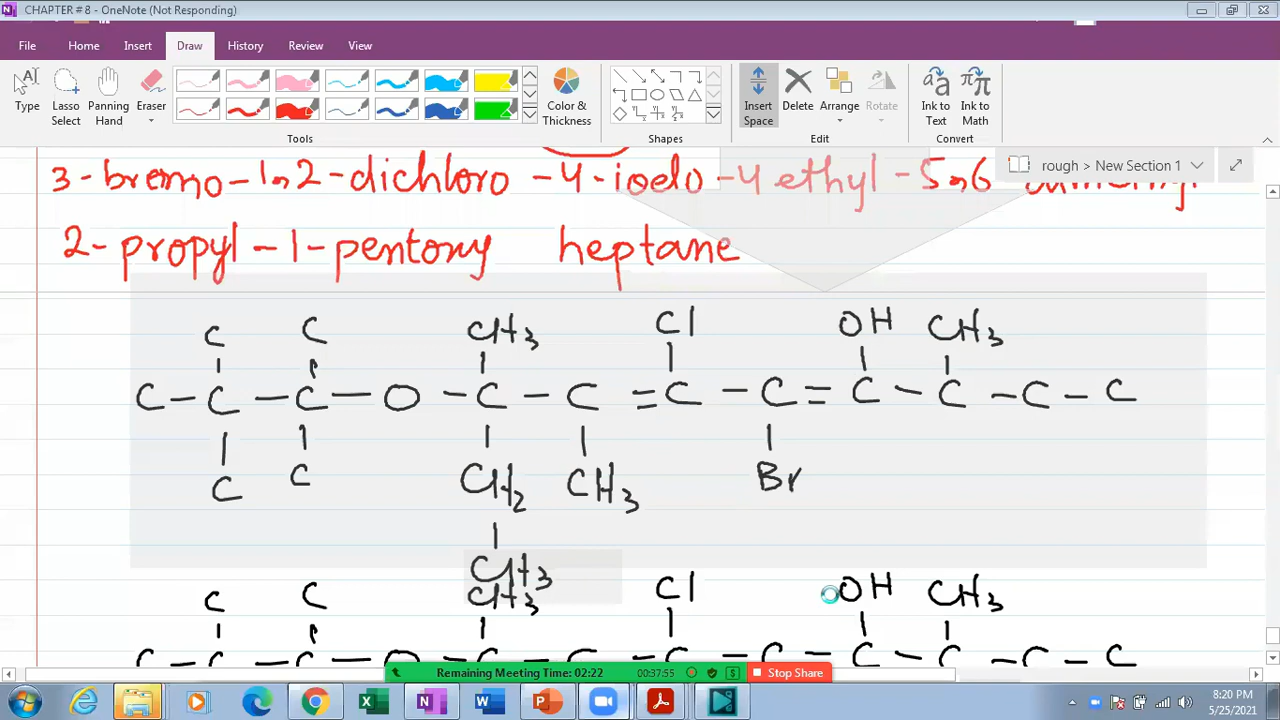 CHAPTER # 8 - OneNote (Not Responding)
File Home Insert Draw History Review View
Type Lasso Select Panning Hand Eraser Color & Thickness Insert Space Delete Arrange Rotate Ink to Text Ink to Math
Tools Shapes Edit Convert
rough > New Section 1
3-bromo-1,2-dichloro-4-iodo-4 ethyl-5,6
2-propyl-1-pentoxy heptane
C C CH3 Cl OH CH3
C-C-C-O-C-C=C-C=C-C-C-C
C C CH2 CH3 Br
CH3
C C CH3 Cl OH CH3
C-C-C-O-C-C-C-C=C-C-C-C
Remaining Meeting Time: 02:22 00:37:55 Stop Share
8:20 PM
5/25/2021